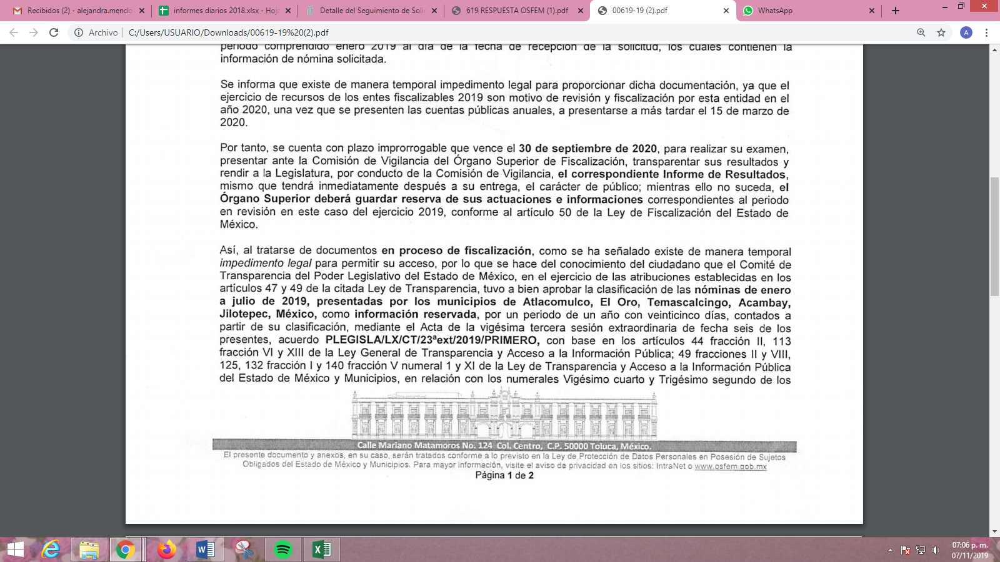 Recibidos (2) - alejandra.mendo
informes diarios 2018.xlsx - Hoja
Detalle del Seguimiento de Solic
619 RESPUESTA OSFEM (1).pdf
00619-19 (2).pdf
WhatsApp
Archivo
C:/Users/USUARIO/Downloads/00619-19%20(2).pdf
A
periodo comprendido enero 2019 al día de la fecha de recepción de la solicitud, los cuales contienen la
información de nómina solicitada.
Se informa que existe de manera temporal impedimento legal para proporcionar dicha documentación, ya que el
ejercicio de recursos de los entes fiscalizables 2019 son motivo de revisión y fiscalización por esta entidad en el
año 2020, una vez que se presenten las cuentas públicas anuales, a presentarse a más tardar el 15 de marzo de
2020.
Por tanto, se cuenta con plazo improrrogable que vence el 30 de septiembre de 2020, para realizar su examen,
presentar ante la Comisión de Vigilancia del Órgano Superior de Fiscalización, transparentar sus resultados y
rendir a la Legislatura, por conducto de la Comisión de Vigilancia, el correspondiente Informe de Resultados,
mismo que tendrá inmediatamente después a su entrega, el carácter de público; mientras ello no suceda, el
Órgano Superior deberá guardar reserva de sus actuaciones e informaciones correspondientes al periodo
en revisión en este caso del ejercicio 2019, conforme al artículo 50 de la Ley de Fiscalización del Estado de
México.
Así, al tratarse de documentos en proceso de fiscalización, como se ha señalado existe de manera temporal
impedimento legal para permitir su acceso, por lo que se hace del conocimiento del ciudadano que el Comité de
Transparencia del Poder Legislativo del Estado de México, en el ejercicio de las atribuciones establecidas en los
artículos 47 y 49 de la citada Ley de Transparencia, tuvo a bien aprobar la clasificación de las nóminas de enero
a julio de 2019, presentadas por los municipios de Atlacomulco, El Oro, Temascalcingo, Acambay,
Jilotepec, México, como información reservada, por un periodo de un año con veinticinco días, contados a
partir de su clasificación, mediante el Acta de la vigésima tercera sesión extraordinaria de fecha seis de los
presentes, acuerdo PLEGISLA/LX/CT/23ªext/2019/PRIMERO, con base en los artículos 44 fracción II, 113
fracción VI y XIII de la Ley General de Transparencia y Acceso a la Información Pública; 49 fracciones II y VIII,
125, 132 fracción I y 140 fracción V numeral 1 y XI de la Ley de Transparencia y Acceso a la Información Pública
del Estado de México y Municipios, en relación con los numerales Vigésimo cuarto y Trigésimo segundo de los
Calle Mariano Matamoros No. 124 Col. Centro, C.P. 50000 Toluca, México.
El presente documento y anexos, en su caso, serán tratados conforme a lo previsto en la Ley de Protección de Datos Personales en Posesión de Sujetos
Obligados del Estado de México y Municipios. Para mayor información, visite el aviso de privacidad en los sitios: IntraNet o www.osfem.gob.mx
Página 1 de 2
07:06 p. m.
07/11/2019